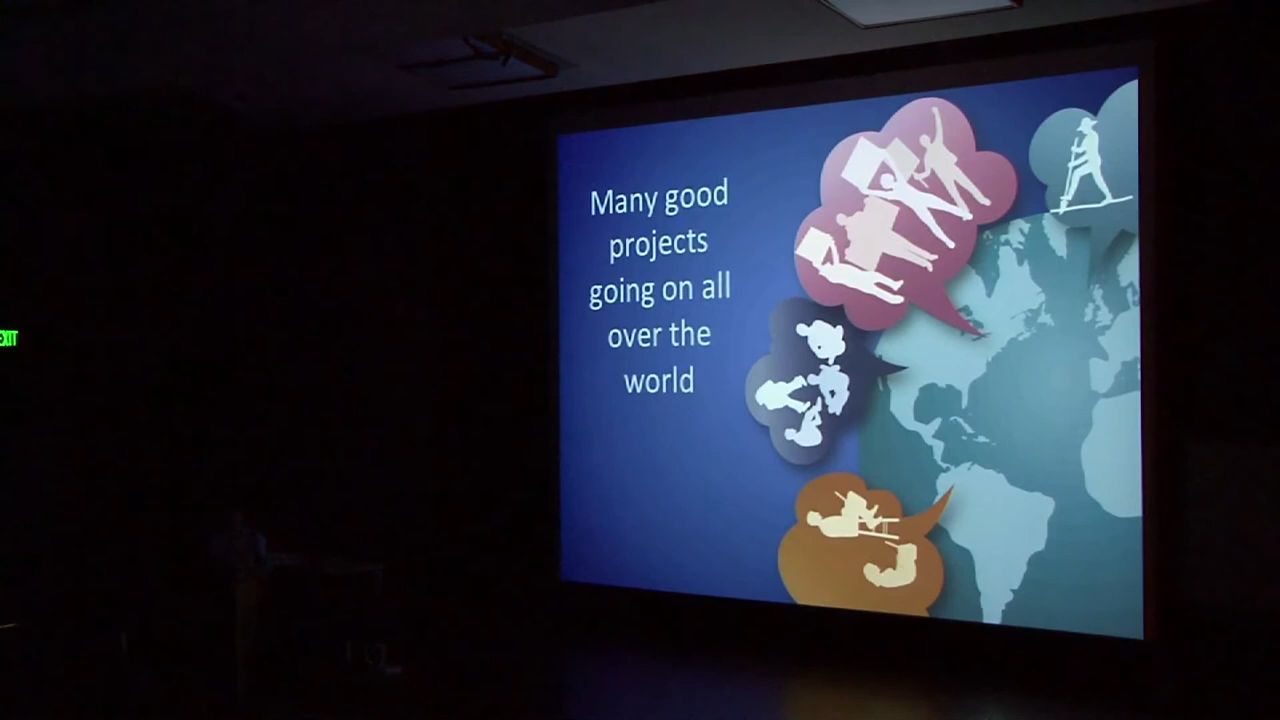 Many good
projects
going on all
over the
world
EXIT